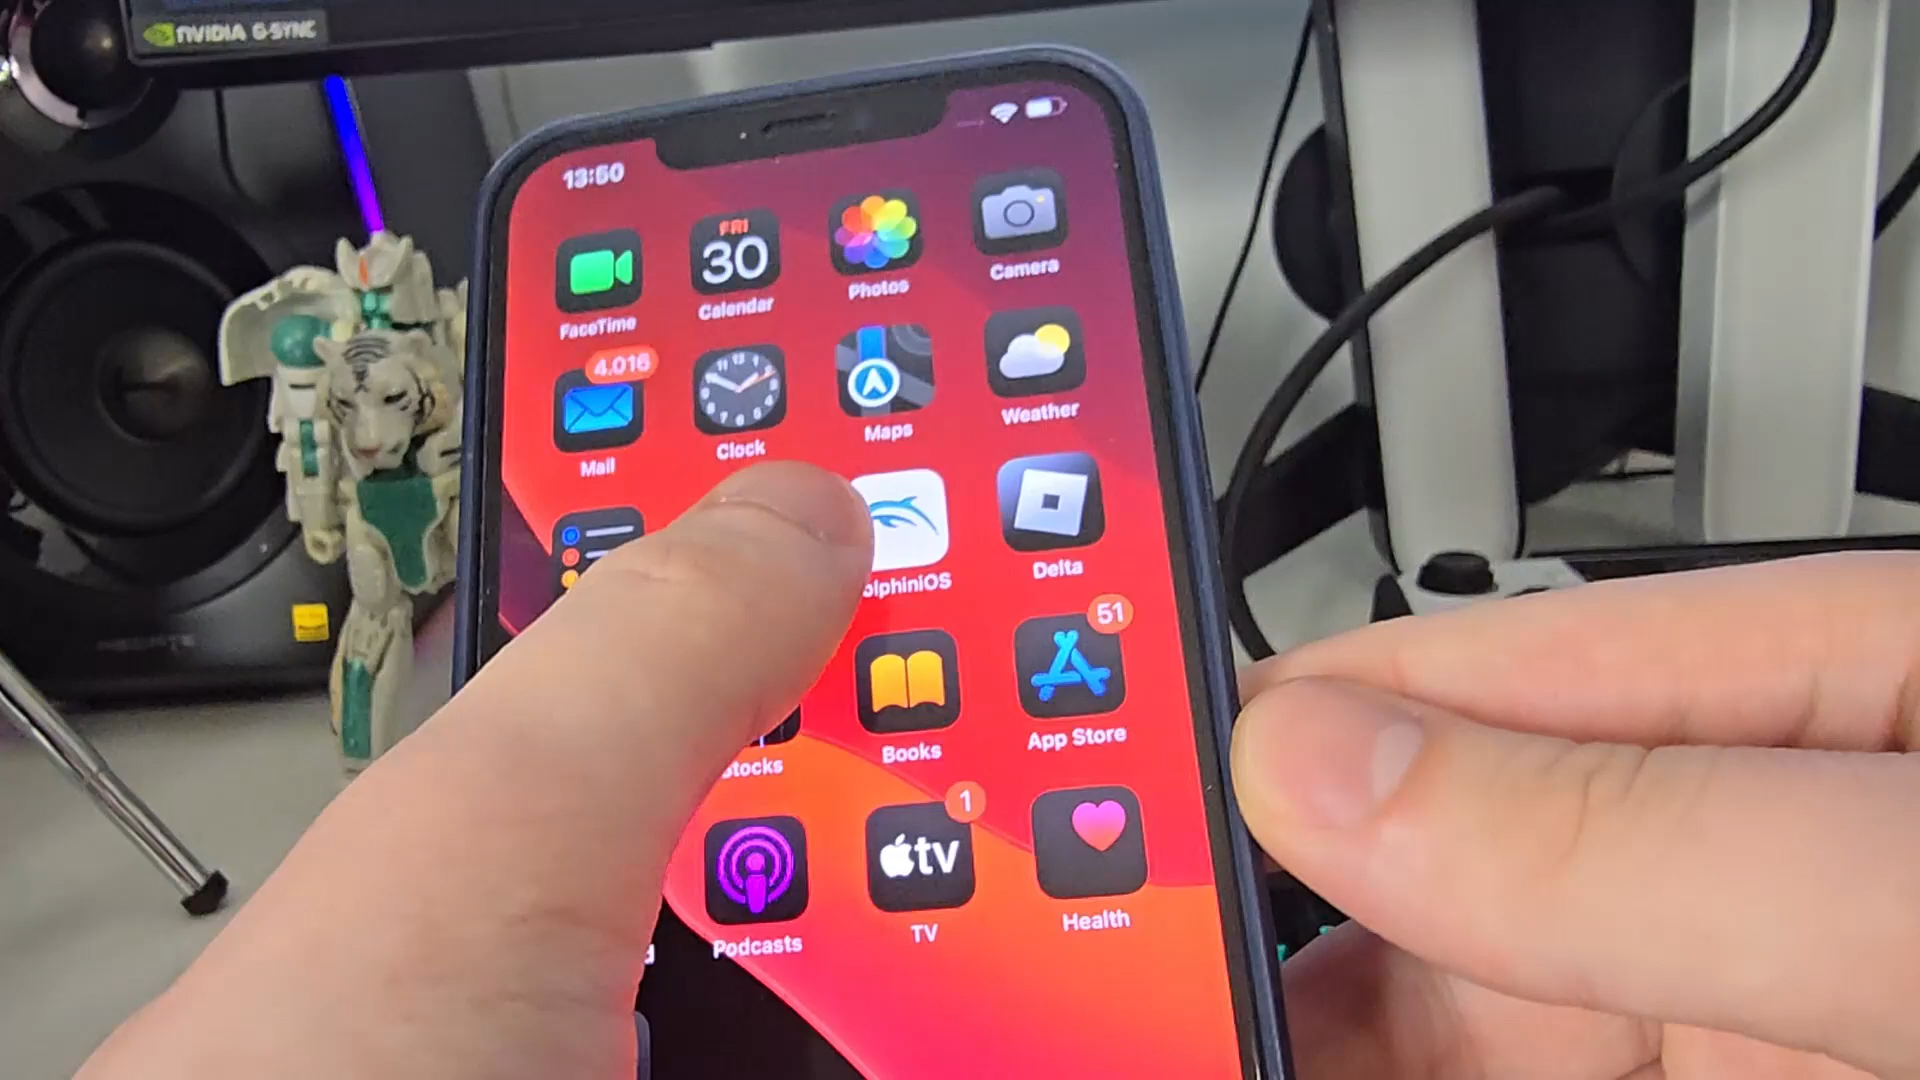 NVIDIA G-SYNC
13:50
FRI
30
FaceTime
Calendar
Photos
Camera
4.016
Mail
Clock
Maps
Weather
olphiniOS
Delta
51
Stocks
Books
App Store
1
tv
Podcasts
TV
Health